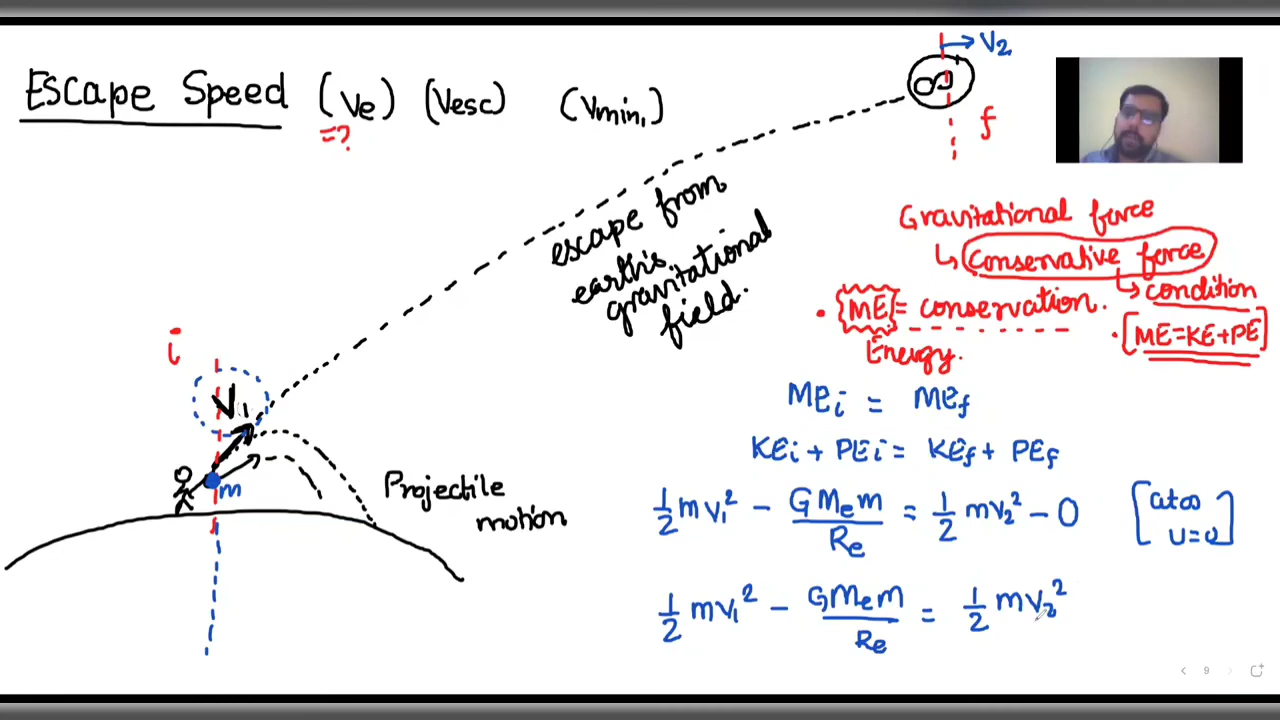 Escape Speed (Ve) (Vesc) (Vmin,)
=?
∞
V2
f
escape from
earth's
gravitational
field.
Gravitational force
↳ Conservative force
↳ condition
• {ME} = conservation.
Energy.
• [ME=KE+PE]
i
V1
m
Projectile
motion
MEi = MEf
KEi + PEi = KEf + PEf
1/2 mv1² - GMem/Re = 1/2 mv2² - 0 [at ∞ U=0]
1/2 mv1² - GMem/Re = 1/2 mv2²
< 9 >